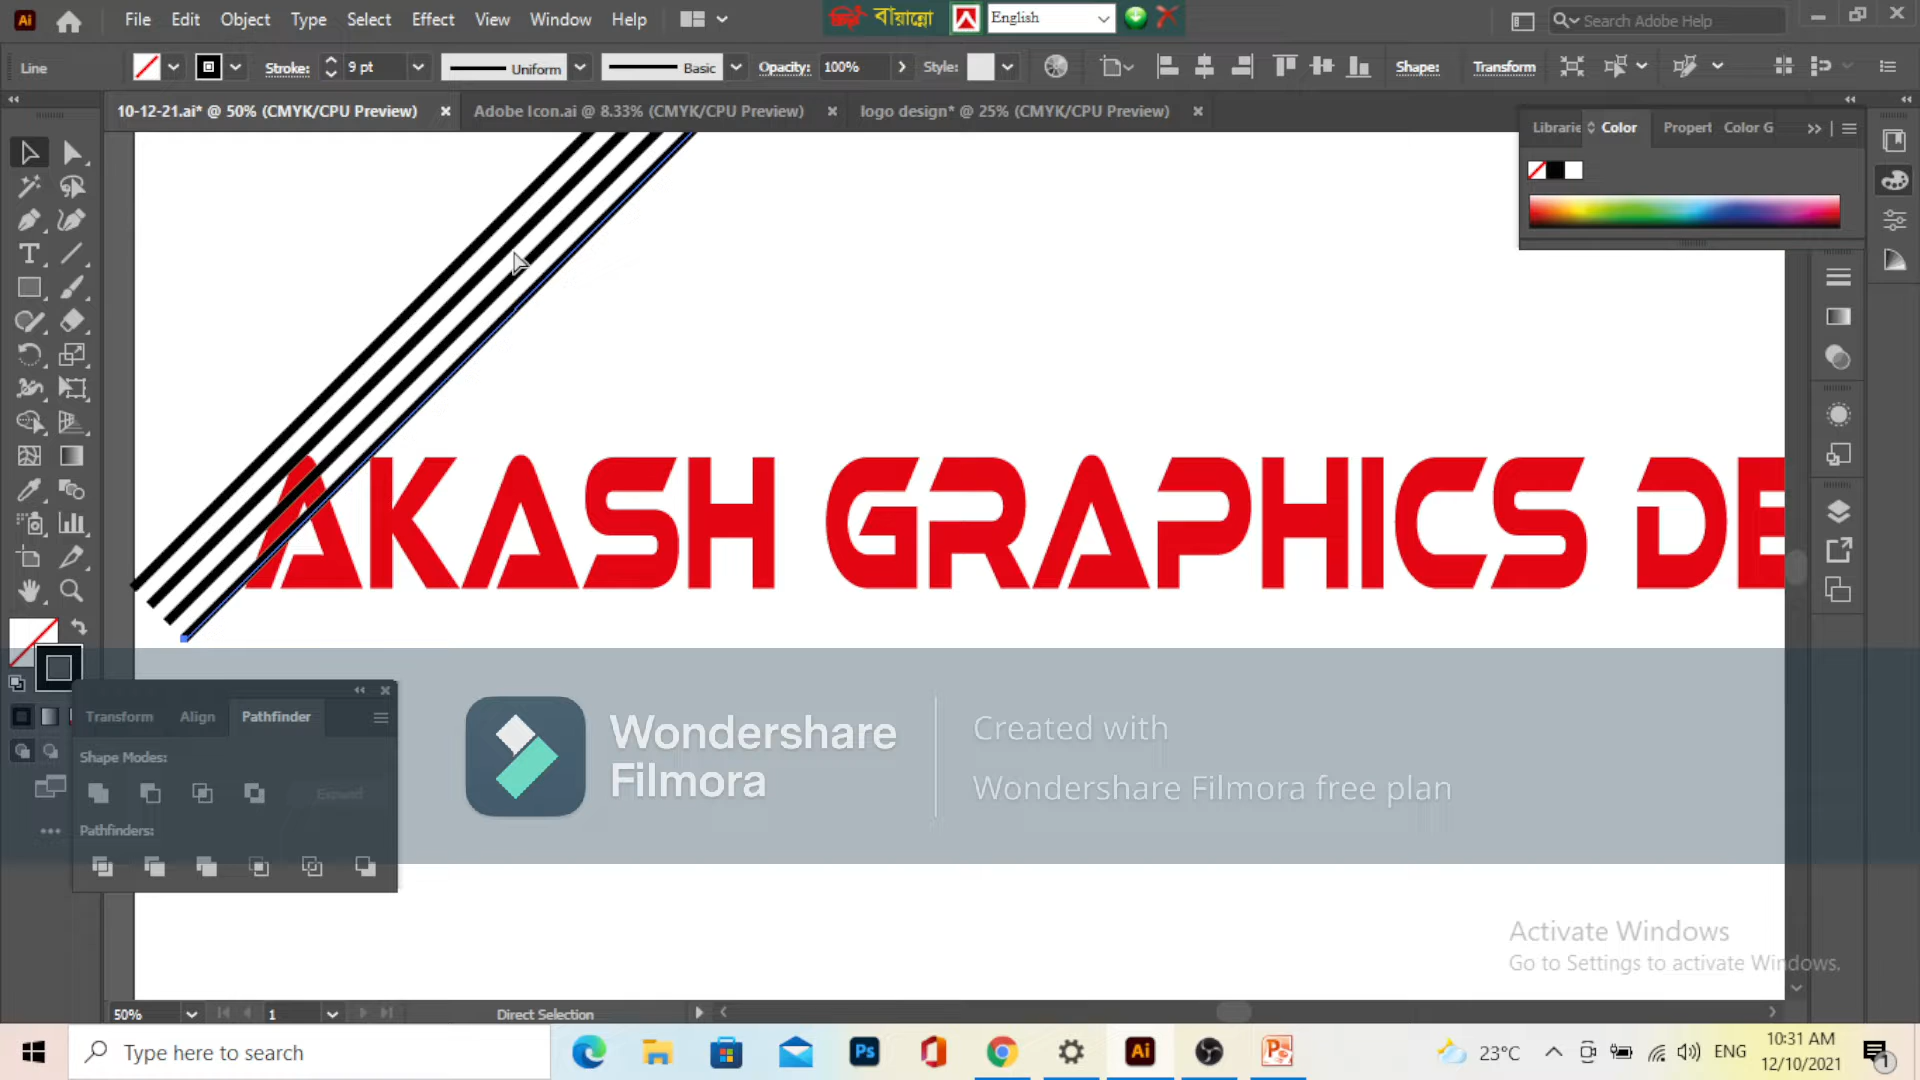 File Edit Object Type Select Effect View Window Help
বায়ান্নো English
Search Adobe Help
Line Stroke: 9 pt Uniform Basic Opacity: 100% Style: Shape: Transform
10-12-21.ai* @ 50% (CMYK/CPU Preview) Adobe Icon.ai @ 8.33% (CMYK/CPU Preview) logo design* @ 25% (CMYK/CPU Preview)
Librarie Color Propert Color G
AKASH GRAPHICS DE
Transform Align Pathfinder
Shape Modes:
Expand
Pathfinders:
Wondershare
Filmora
Created with
Wondershare Filmora free plan
Activate Windows
Go to Settings to activate Windows.
50% 1 Direct Selection
Type here to search
23°C ENG
10:31 AM
12/10/2021
1